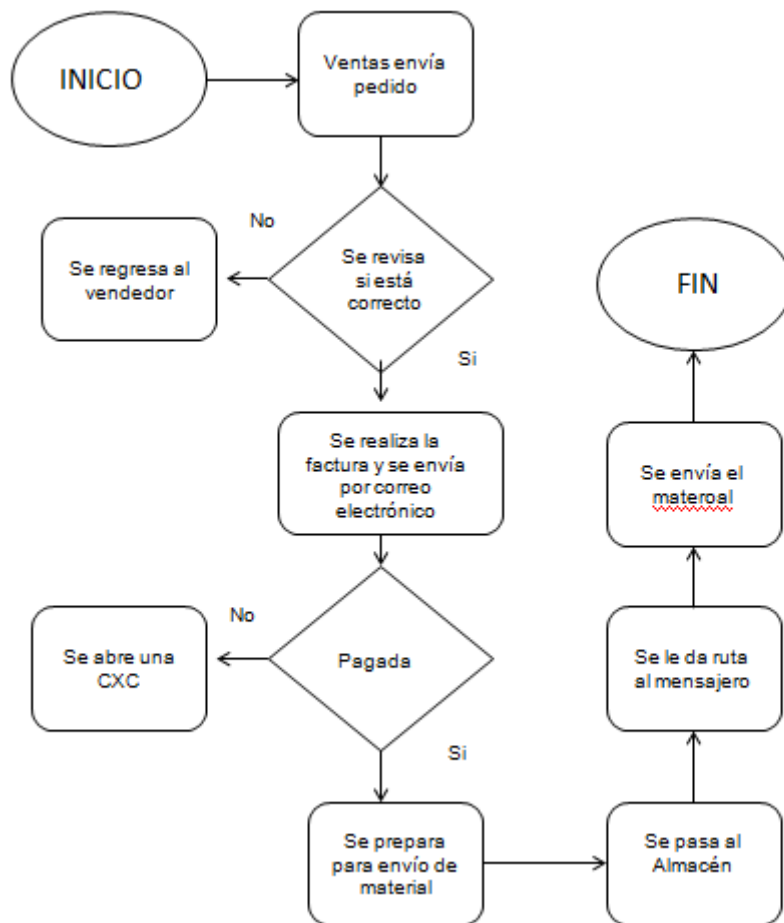 INICIO
Ventas envía
pedido
No
Se regresa al
vendedor
Se revisa
si está
correcto
Si
Se realiza la
factura y se envía
por correo
electrónico
No
Se abre una
CXC
Pagada
Si
Se prepara
para envío de
material
Se pasa al
Almacén
Se le da ruta
al mensajero
Se envía el
materoal
FIN